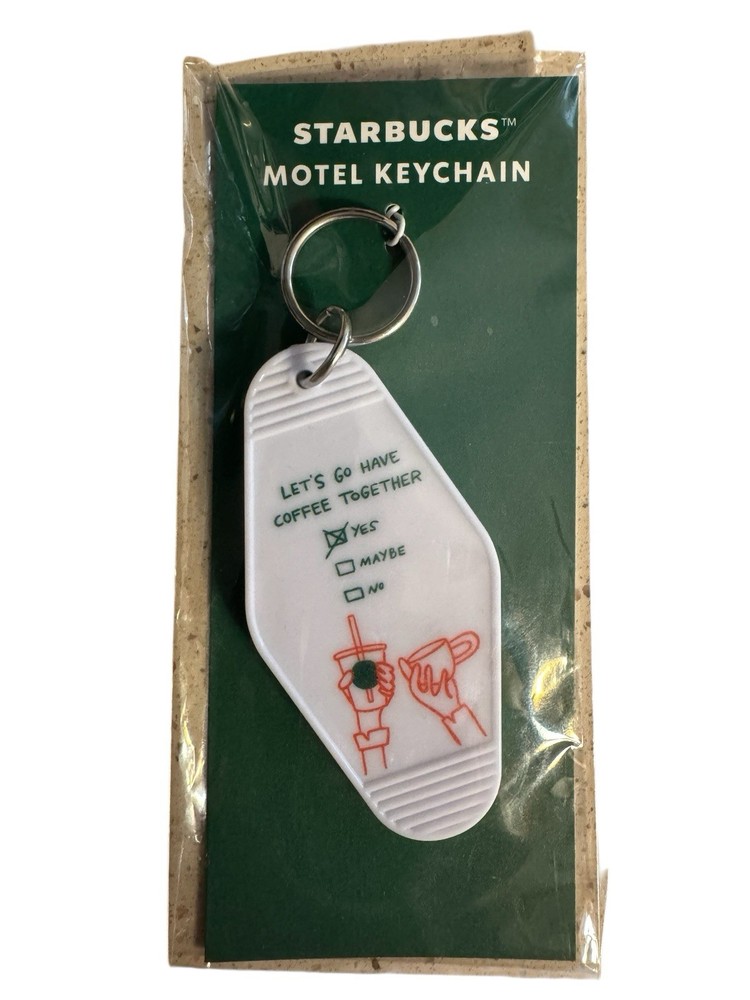 STARBUCKS™
MOTEL KEYCHAIN
LET'S GO HAVE
COFFEE TOGETHER
YES
MAYBE
NO